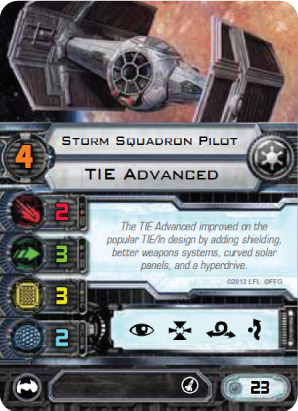 Storm Squadron Pilot
4
TIE Advanced
2
3
3
2
The TIE Advanced improved on the
popular TIE/ln design by adding shielding,
better weapons systems, curved solar
panels, and a hyperdrive.
©2012 LFL ©FFG
23